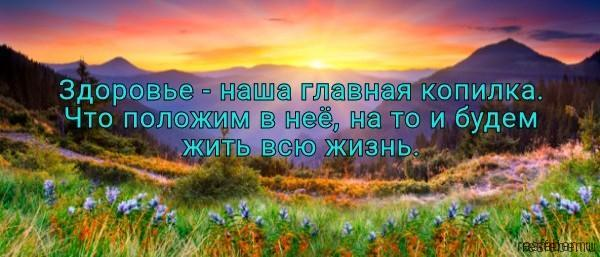 Здоровье - наша главная копилка.
Что положим в неё, на то и будем
жить всю жизнь.